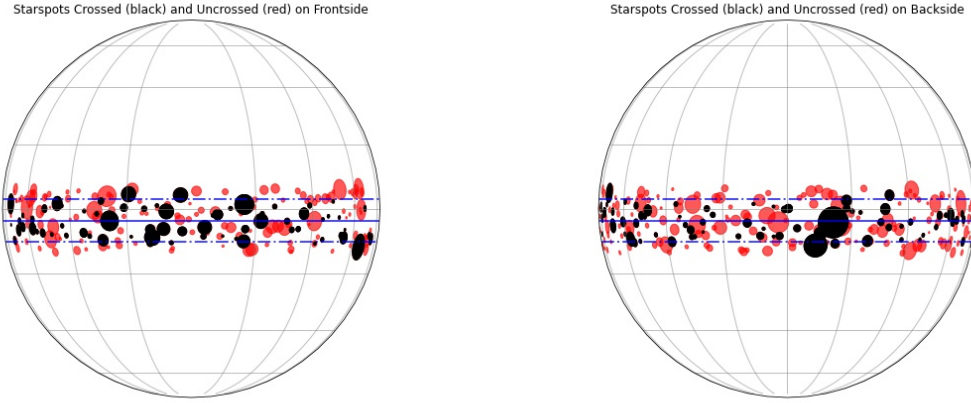 Starspots Crossed (black) and Uncrossed (red) on Frontside
Starspots Crossed (black) and Uncrossed (red) on Backside